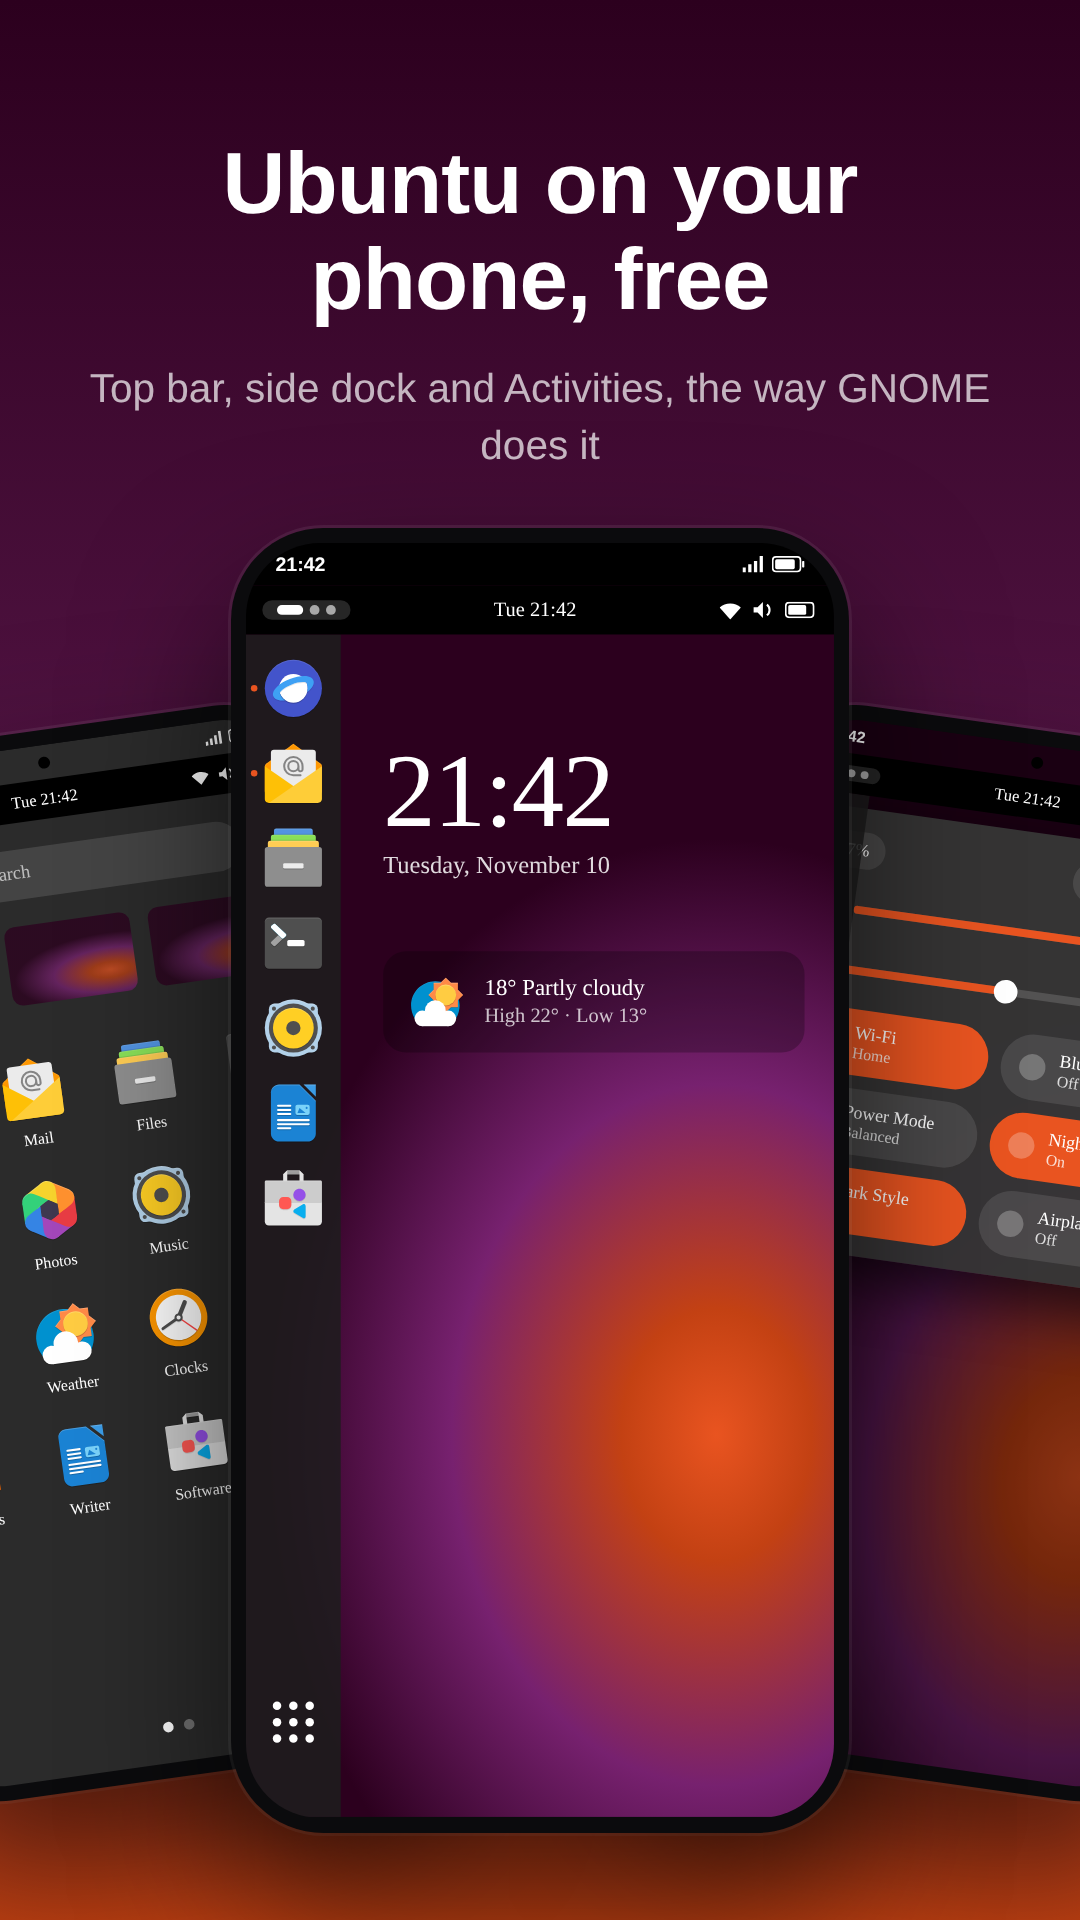 Ubuntu on your
phone, free
Top bar, side dock and Activities, the way GNOME
does it
21:42
Tue 21:42
21:42
Tuesday, November 10
18° Partly cloudy
High 22° · Low 13°
Tue 21:42
Mail
Files
Photos
Music
Weather
Clocks
Writer
Software
42
Tue 21:42
Wi-Fi
Home
Off
Power Mode
Balanced
On
Style
Off